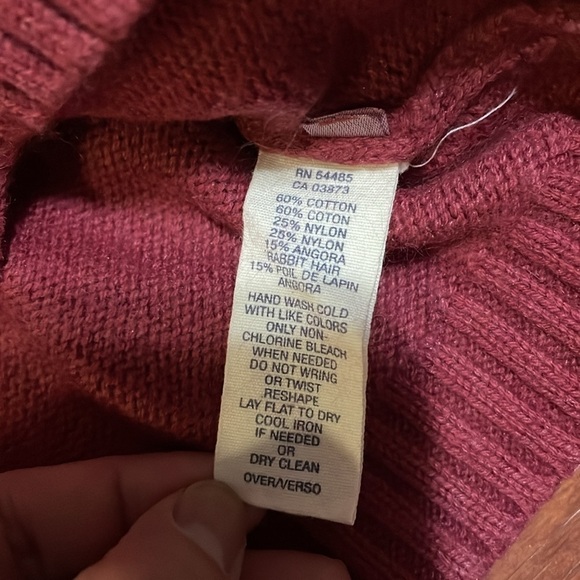 RN 54485
CA 03873
60% COTTON
60% COTON
25% NYLON
25% NYLON
15% ANGORA
RABBIT HAIR
15% POIL DE LAPIN
ANGORA
HAND WASH COLD
WITH LIKE COLORS
ONLY NON-
CHLORINE BLEACH
WHEN NEEDED
DO NOT WRING
OR TWIST
RESHAPE
LAY FLAT TO DRY
COOL IRON
IF NEEDED
OR
DRY CLEAN
OVER/VERSO